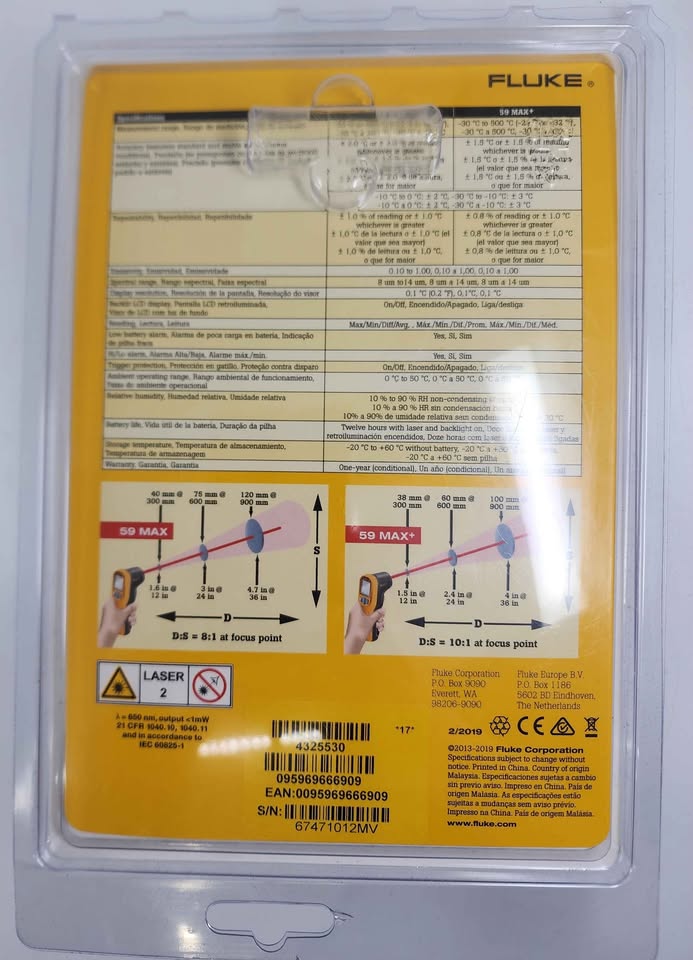 FLUKE®
Specifications
59 MAX+
-30 °C to 500 °C
-30 °C a 500 °C, -30 °C
± 1,5 °C or ± 1,5 % of reading
whichever is greater
± 1,5 °C o ± 1,5 % de la lectura
el valor que sea mayor
± 1,5 °C ou ± 1,5 % de leitura,
o que for maior
-10 °C to 0 °C: ± 2 °C, -30 °C to -10 °C: ± 3 °C
-10 °C a 0 °C: ± 2 °C, -30 °C a -10 °C: ± 3 °C
Repeatability, Repetibilidad, Repetibilidade
± 1.0 % of reading or ± 1.0 °C
whichever is greater
± 1,0 °C de la lectura o ± 1,0 °C (el
valor que sea mayor)
± 1,0 % de leitura ou ± 1,0 °C,
o que for maior
± 0.8 % of reading or ± 1.0 °C
whichever is greater
± 0,8 °C de la lectura o ± 1,0 °C
(el valor que sea mayor)
± 0,8 % de leitura ou ± 1,0 °C,
o que for maior
Emissivity, Emisividad, Emissividade
0.10 to 1.00, 0,10 a 1,00, 0,10 a 1,00
Spectral range, Rango espectral, Faixa espectral
8 um to 14 um, 8 um a 14 um, 8 um a 14 um
Display resolution, Resolución de la pantalla, Resolução do visor
0.1 °C [0.2 °F], 0,1°C, 0,1 °C
Backlit LCD display, Pantalla LCD retroiluminada,
Visor de LCD com luz de fundo
On/Off, Encendido/Apagado, Liga/desliga
Reading, Lectura, Leitura
Max/Min/Diff/Avg, , Máx./Mín./Dif./Prom, Máx./Mín./Dif./Méd.
Low battery alarm, Alarma de poca carga en batería, Indicação
de pilha fraca
Yes, Sí, Sim
Hi/Lo alarm, Alarma Alta/Baja, Alarme máx./mín.
Yes, Sí, Sim
Trigger protection, Protección en gatillo, Proteção contra disparo
On/Off, Encendido/Apagado, Liga/desliga
Ambient operating range, Rango ambiental de funcionamiento,
Faixa de ambiente operacional
0 °C to 50 °C, 0 °C a 50 °C, 0 °C a
Relative humidity, Humedad relativa, Umidade relativa
10 % to 90 % RH non-condensing
10 % a 90 % HR sin condensación
10% a 90% de umidade relativa sem
Battery life, Vida útil de la batería, Duração da pilha
Twelve hours with laser and backlight on, Doce
retroiluminación encendidos, Doze horas com laser ligadas
Storage temperature, Temperatura de almacenamiento,
Temperatura de armazenagem
-20 °C to +60 °C without battery, -20 °C a
-20 °C a +60 °C sem pilha
Warranty, Garantía, Garantia
One-year (conditional), Un año (condicional), Un
40 mm @
300 mm
75 mm @
600 mm
120 mm @
900 mm
59 MAX
S
1.6 in @
12 in
3 in @
24 in
4.7 in @
36 in
D
D:S = 8:1 at focus point
38 mm @
300 mm
60 mm @
600 mm
100 mm @
900 mm
59 MAX+
S
1.5 in @
12 in
2.4 in @
24 in
4 in @
36 in
D
D:S = 10:1 at focus point
LASER
2
λ = 650 nm, output <1mW
21 CFR 1040.10, 1040.11
and in accordance to
IEC 60825-1
Fluke Corporation
P.O. Box 9090
Everett, WA
98206-9090
Fluke Europe B.V.
P.O. Box 1186
5602 BD Eindhoven,
The Netherlands
4325530
*17*
2/2019
CE
095969666909
EAN:0095969666909
S/N:
67471012MV
©2013-2019 Fluke Corporation
Specifications subject to change without
notice. Printed in China. Country of origin
Malaysia. Especificaciones sujetas a cambio
sin previo aviso. Impreso en China. País de
origen Malasia. As especificações estão
sujeitas a mudanças sem aviso prévio.
Impresso na China. País de origem Malásia.
www.fluke.com